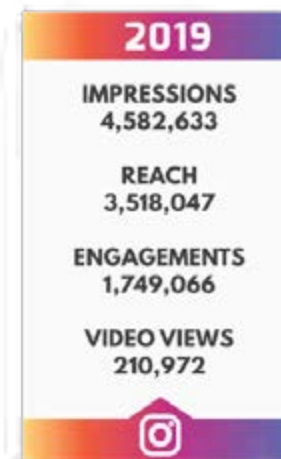 2019
IMPRESSIONS
4,582,633
REACH
3,518,047
ENGAGEMENTS
1,749,066
VIDEO VIEWS
210,972